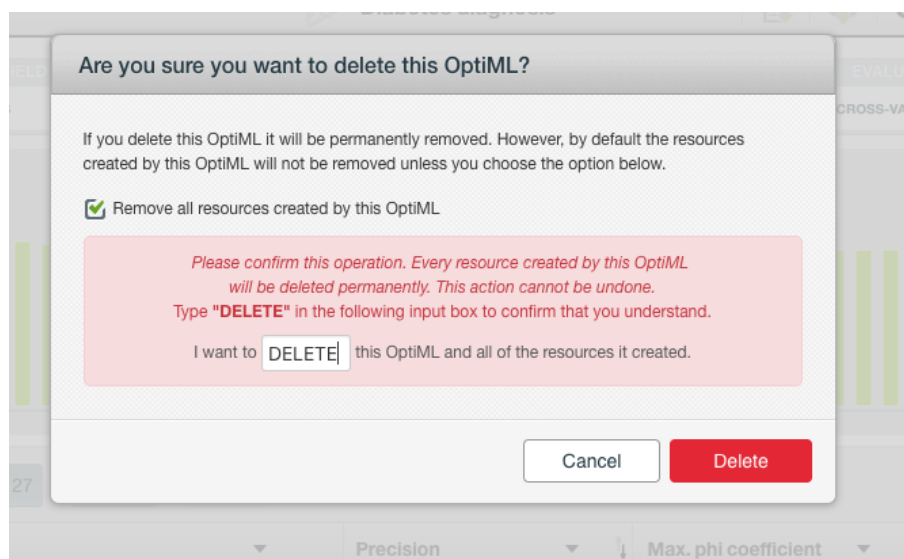 Diabetes diagnosis
Are you sure you want to delete this OptiML?
If you delete this OptiML it will be permanently removed. However, by default the resources
created by this OptiML will not be removed unless you choose the option below.
Remove all resources created by this OptiML
Please confirm this operation. Every resource created by this OptiML
will be deleted permanently. This action cannot be undone.
Type "DELETE" in the following input box to confirm that you understand.
I want to DELETE this OptiML and all of the resources it created.
Cancel
Delete
27
Precision
Max. phi coefficient